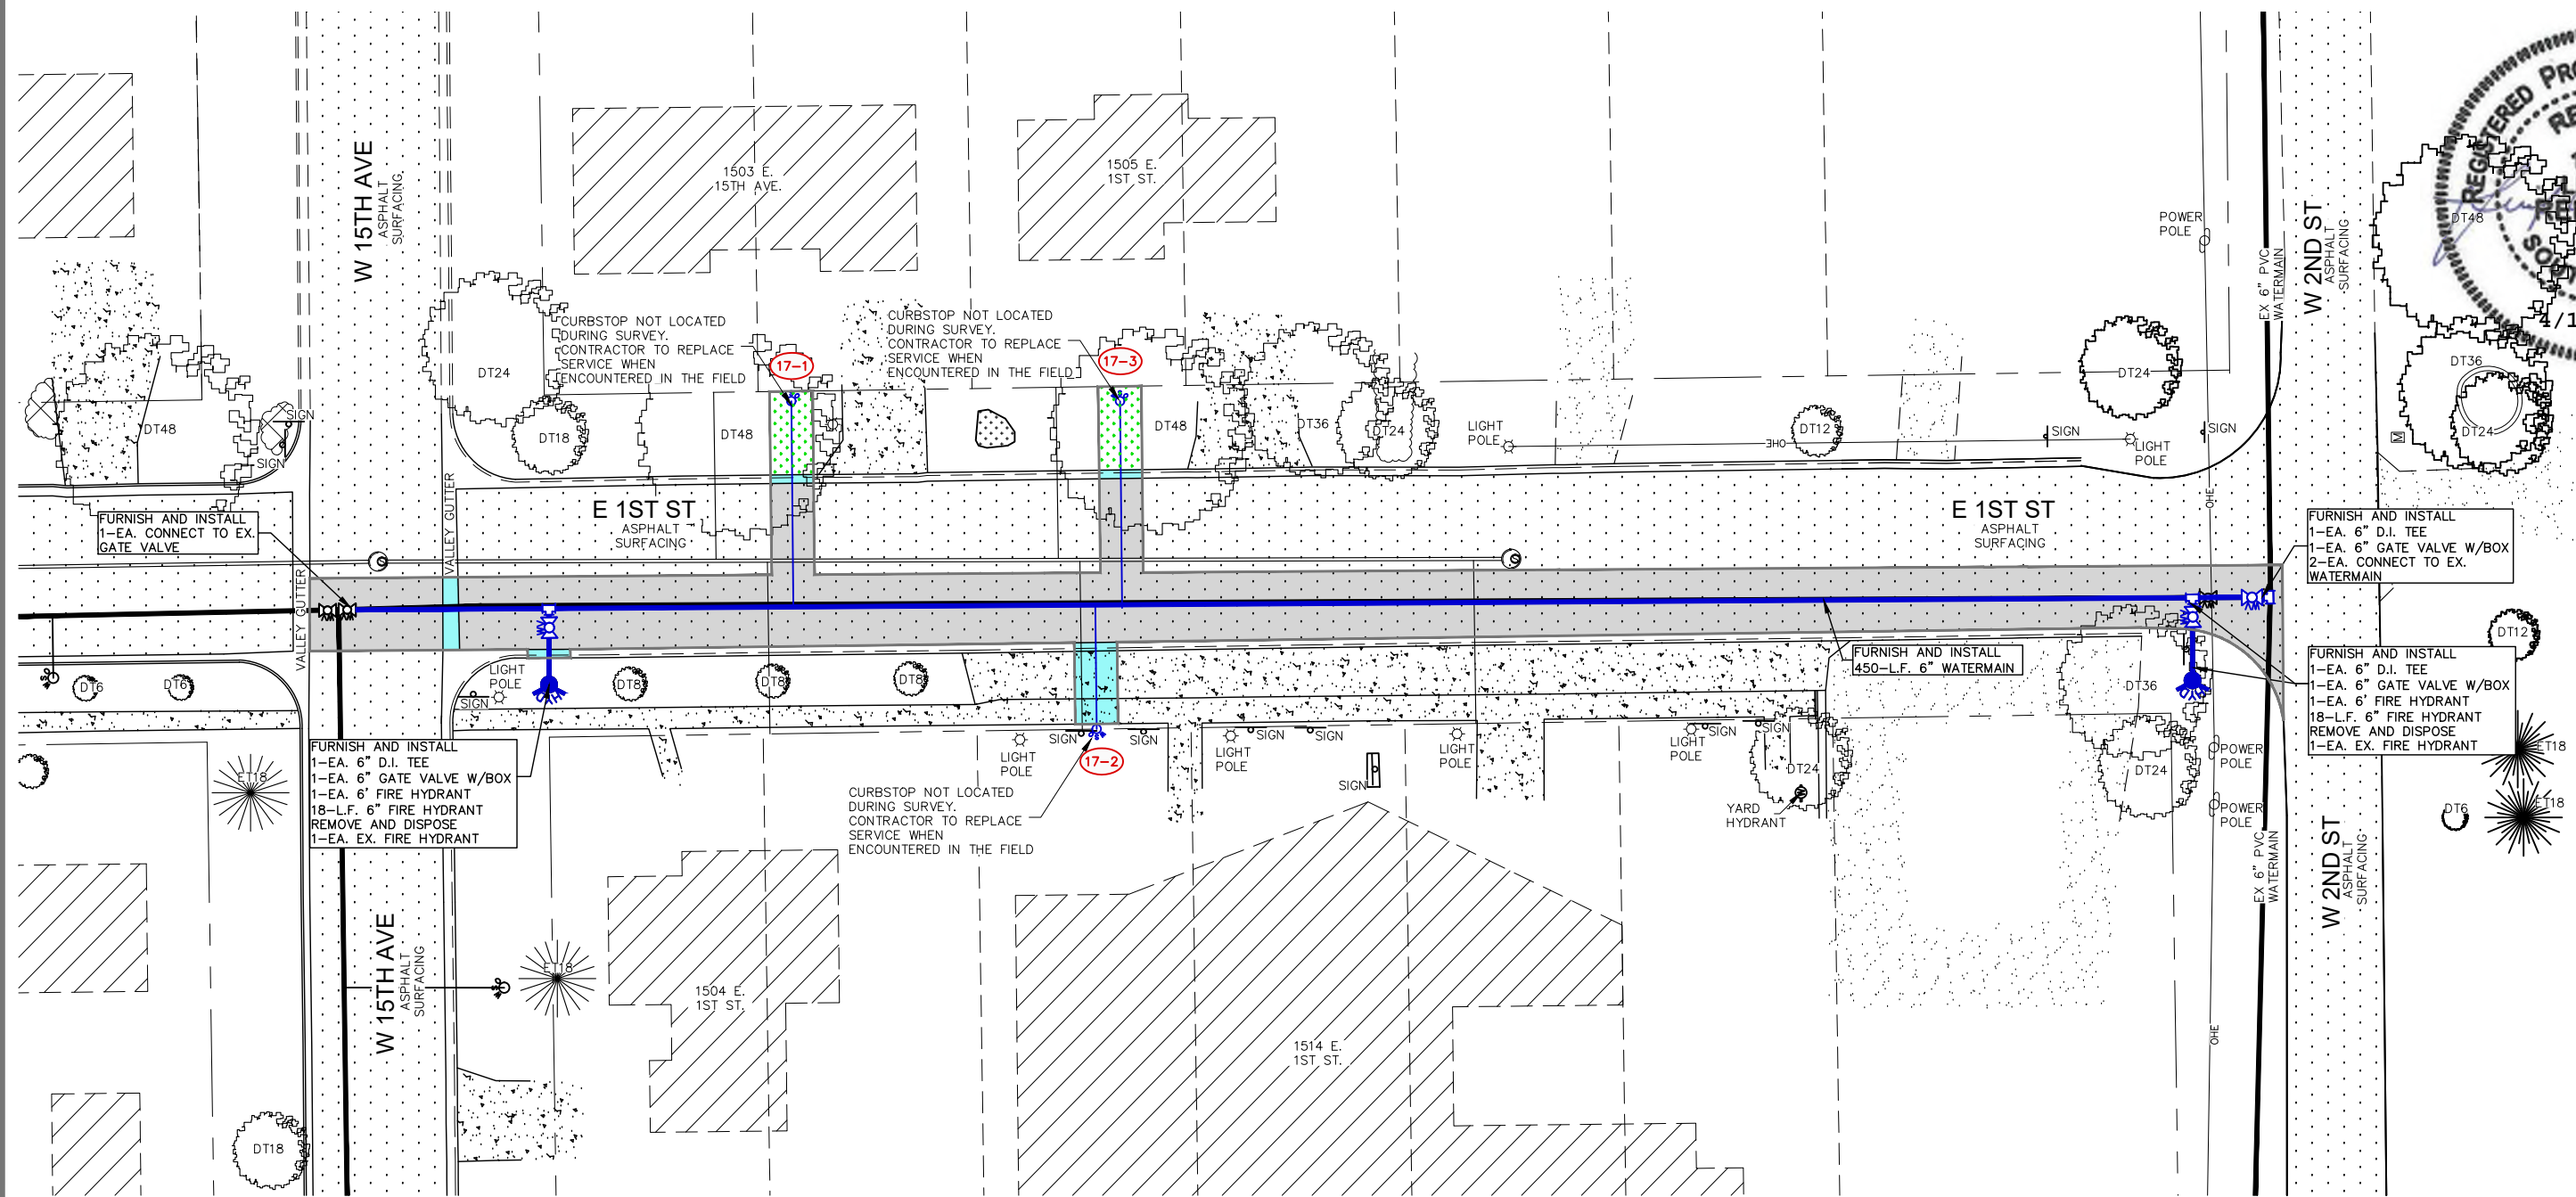 W 15TH AVE
ASPHALT
SURFACING
1503 E.
15TH AVE.
1505 E.
1ST ST.
POWER
POLE
EX 6" PVC
WATERMAIN
W 2ND ST
ASPHALT
SURFACING
REGISTERED
DT48
4/1
CURBSTOP NOT LOCATED
DURING SURVEY.
CONTRACTOR TO REPLACE
SERVICE WHEN
ENCOUNTERED IN THE FIELD
17-1
CURBSTOP NOT LOCATED
DURING SURVEY.
CONTRACTOR TO REPLACE
SERVICE WHEN
ENCOUNTERED IN THE FIELD
17-3
DT24
DT24
DT36
DT24
SIGN
DT48
SIGN
DT18
DT48
DT48
DT36
DT24
LIGHT
POLE
OHE
DT12
SIGN
LIGHT
POLE
SIGN
M
VALLEY GUTTER
E 1ST ST
ASPHALT
SURFACING
E 1ST ST
ASPHALT
SURFACING
OHE
FURNISH AND INSTALL
1-EA. CONNECT TO EX.
GATE VALVE
S
S
FURNISH AND INSTALL
1-EA. 6" D.I. TEE
1-EA. 6" GATE VALVE W/BOX
2-EA. CONNECT TO EX.
WATERMAIN
VALLEY GUTTER
DT12
DT6
DT6
LIGHT
POLE
SIGN
DT8
DT8
DT8
FURNISH AND INSTALL
450-L.F. 6" WATERMAIN
DT36
FURNISH AND INSTALL
1-EA. 6" D.I. TEE
1-EA. 6" GATE VALVE W/BOX
1-EA. 6' FIRE HYDRANT
18-L.F. 6" FIRE HYDRANT
REMOVE AND DISPOSE
1-EA. EX. FIRE HYDRANT
FURNISH AND INSTALL
1-EA. 6" D.I. TEE
1-EA. 6" GATE VALVE W/BOX
1-EA. 6' FIRE HYDRANT
18-L.F. 6" FIRE HYDRANT
REMOVE AND DISPOSE
1-EA. EX. FIRE HYDRANT
ET18
LIGHT
POLE
SIGN
SIGN
17-2
LIGHT
POLE
SIGN
SIGN
SIGN
LIGHT
POLE
LIGHT
POLE
SIGN
SIGN
DT24
YARD
HYDRANT
DT24
POWER
POLE
POWER
POLE
ET18
ET18
DT6
CURBSTOP NOT LOCATED
DURING SURVEY.
CONTRACTOR TO REPLACE
SERVICE WHEN
ENCOUNTERED IN THE FIELD
EX 6" PVC
WATERMAIN
W 2ND ST
ASPHALT
SURFACING
W 15TH AVE
ASPHALT
SURFACING
ET18
1504 E.
1ST ST.
1514 E.
1ST ST.
OHE
DT18